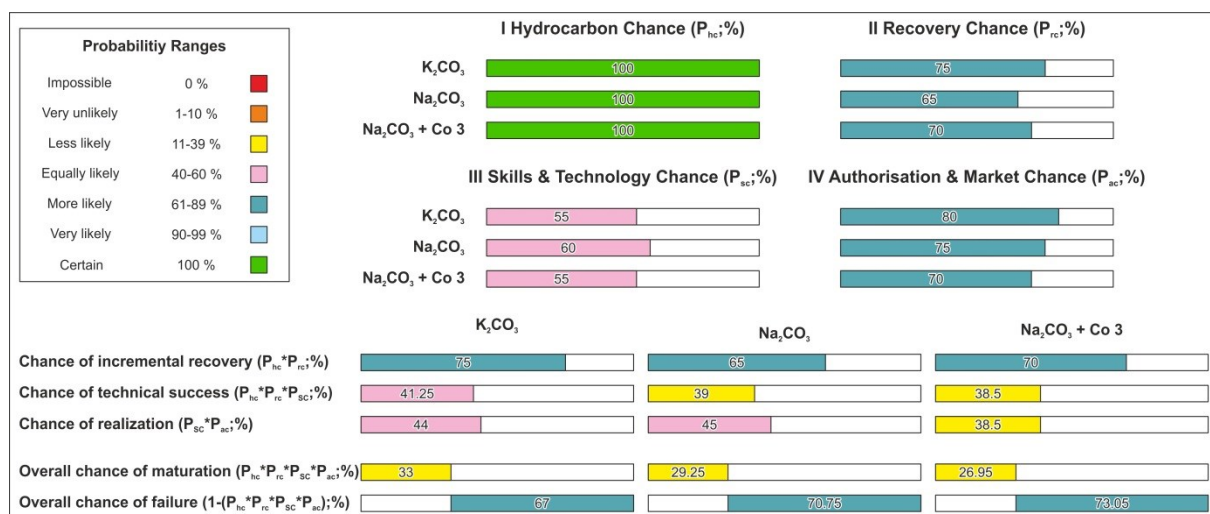 Probabilitiy Ranges
Impossible 0 %
Very unlikely 1-10 %
Less likely 11-39 %
Equally likely 40-60 %
More likely 61-89 %
Very likely 90-99 %
Certain 100 %
I Hydrocarbon Chance (Phc;%)
K₂CO₃ 100
Na₂CO₃ 100
Na₂CO₃ + Co 3 100
II Recovery Chance (Prc;%)
75
65
70
III Skills & Technology Chance (Psc;%)
K₂CO₃ 55
Na₂CO₃ 60
Na₂CO₃ + Co 3 55
IV Authorisation & Market Chance (Pac;%)
80
75
70
K₂CO₃ Na₂CO₃ Na₂CO₃ + Co 3
Chance of incremental recovery (Phc*Prc;%) 75 65 70
Chance of technical success (Phc*Prc*PSC;%) 41.25 39 38.5
Chance of realization (PSC*Pac;%) 44 45 38.5
Overall chance of maturation (Phc*Prc*PSC*Pac;%) 33 29.25 26.95
Overall chance of failure (1-(Phc*Prc*PSC*Pac);%) 67 70.75 73.05